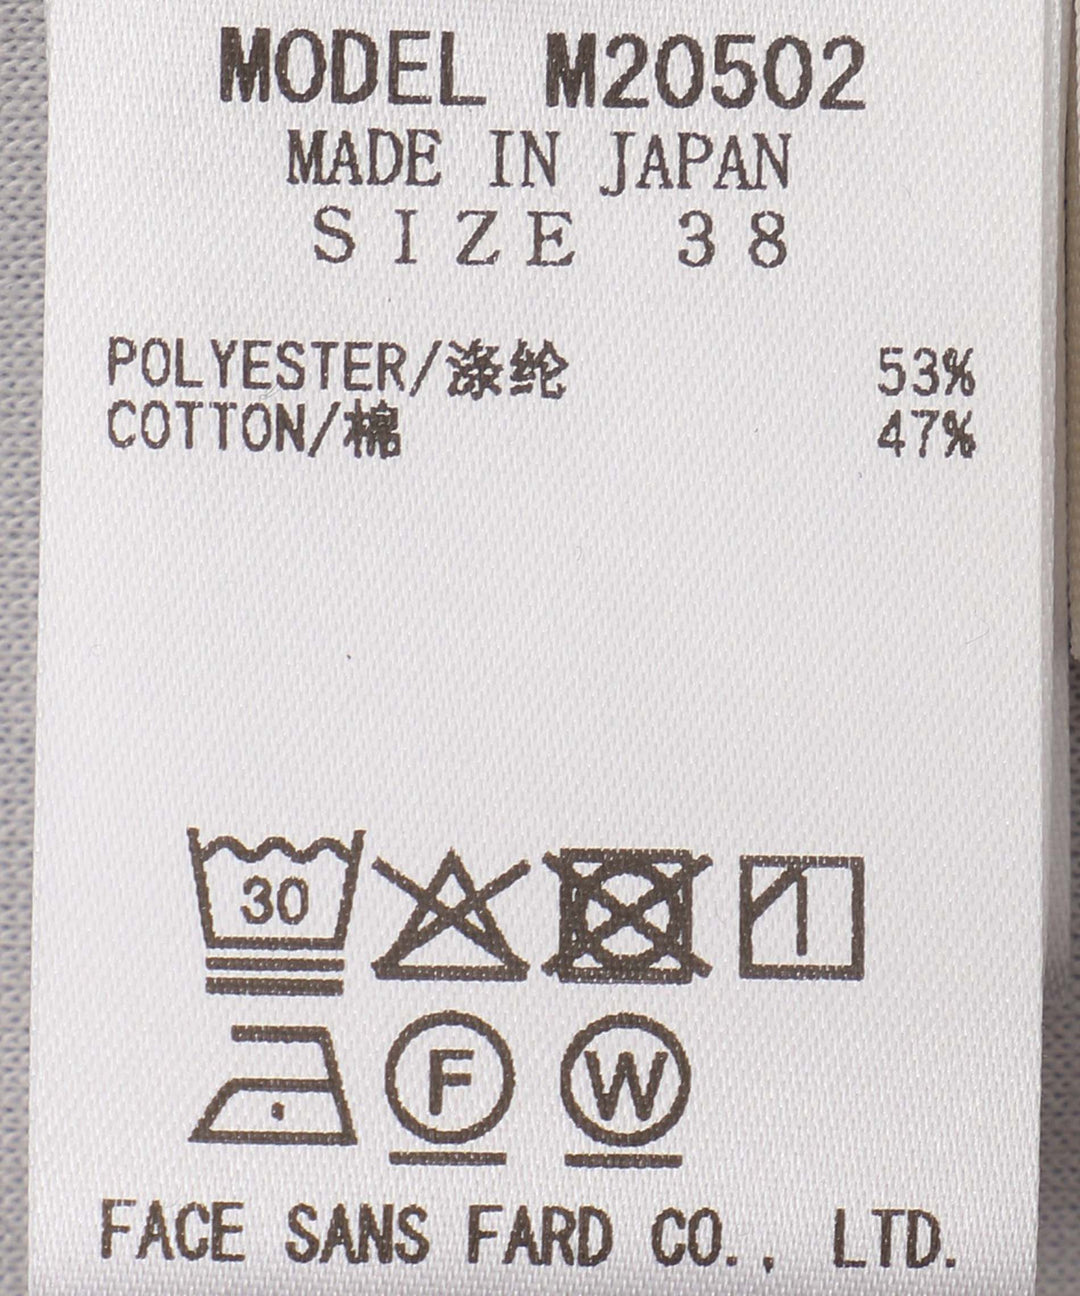 MODEL M20502
MADE IN JAPAN
SIZE 38
POLYESTER/涤纶 53%
COTTON/棉 47%
30
F W
FACE SANS FARD CO., LTD.